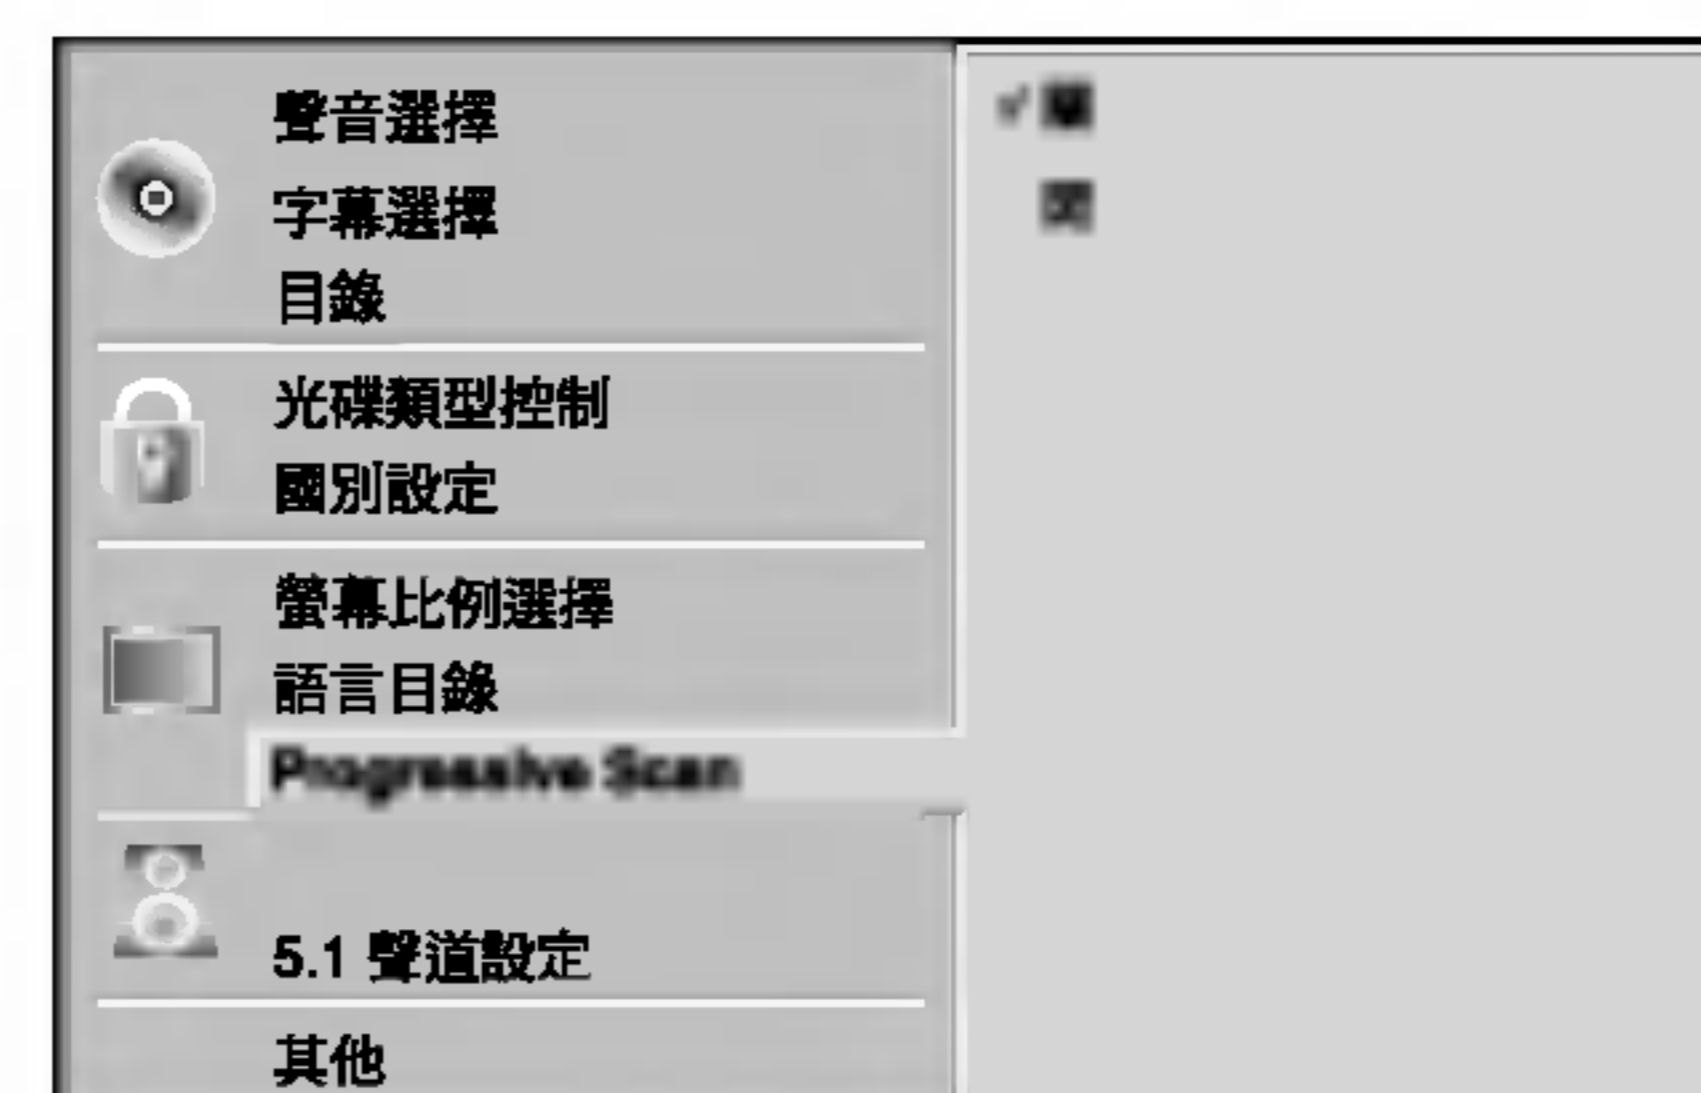 聲音選擇
字幕選擇
目錄
光碟類型控制
國別設定
螢幕比例選擇
語言目錄
Progressive Scan
5.1 聲道設定
其他